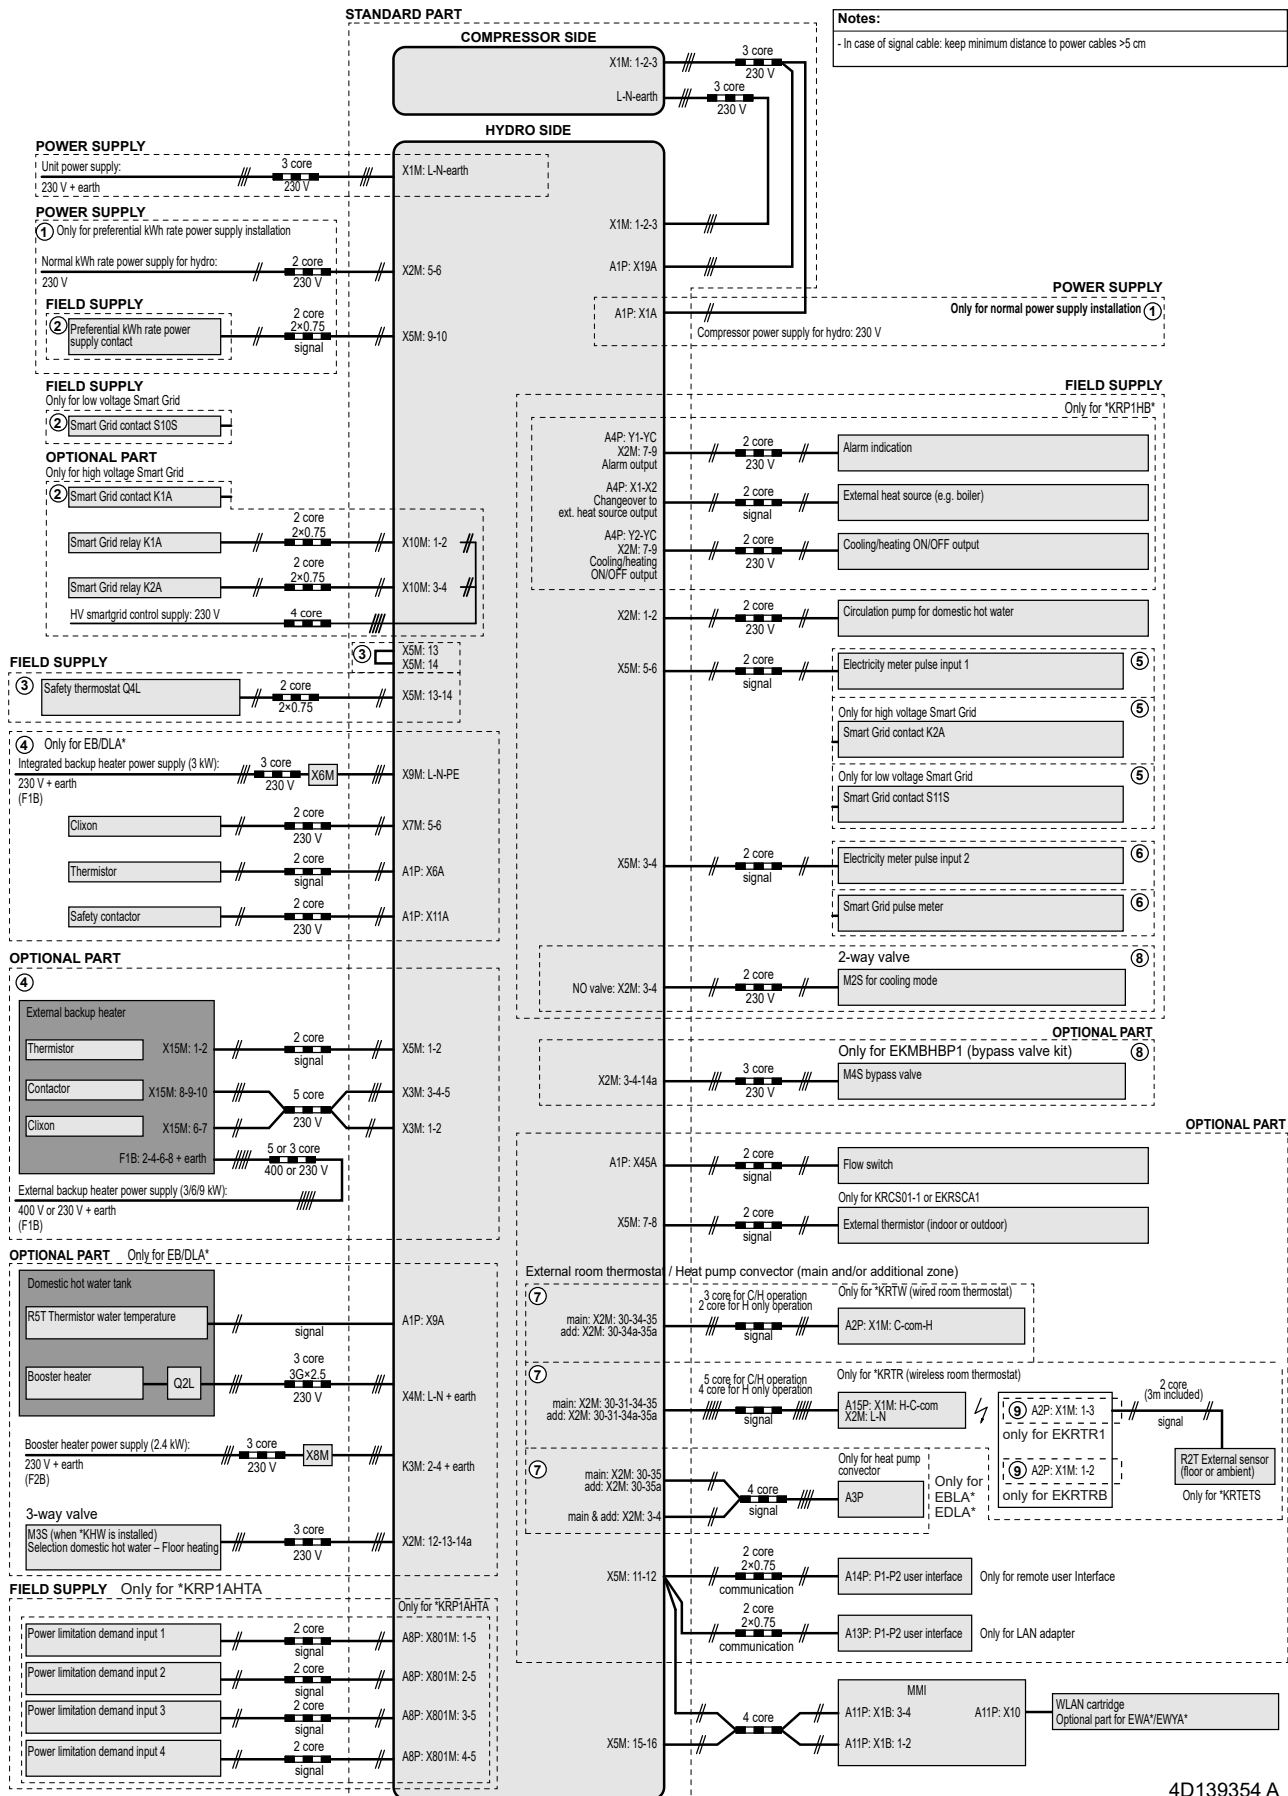 STANDARD PART
Notes:
- In case of signal cable: keep minimum distance to power cables >5 cm
COMPRESSOR SIDE
X1M: 1-2-3
3 core
230 V
L-N-earth
3 core
230 V
HYDRO SIDE
POWER SUPPLY
Unit power supply:
230 V + earth
3 core
230 V
X1M: L-N-earth
POWER SUPPLY
1 Only for preferential kWh rate power supply installation
Normal kWh rate power supply for hydro:
230 V
2 core
230 V
X2M: 5-6
FIELD SUPPLY
2 Preferential kWh rate power
supply contact
2 core
2×0.75
signal
X5M: 9-10
X1M: 1-2-3
A1P: X19A
POWER SUPPLY
A1P: X1A
Only for normal power supply installation 1
Compressor power supply for hydro: 230 V
FIELD SUPPLY
Only for low voltage Smart Grid
2 Smart Grid contact S10S
OPTIONAL PART
Only for high voltage Smart Grid
2 Smart Grid contact K1A
Smart Grid relay K1A
2 core
2×0.75
X10M: 1-2
Smart Grid relay K2A
2 core
2×0.75
X10M: 3-4
HV smartgrid control supply: 230 V
4 core
3
X5M: 13
X5M: 14
FIELD SUPPLY
3
Safety thermostat Q4L
2 core
2×0.75
X5M: 13-14
4 Only for EB/DLA*
Integrated backup heater power supply (3 kW):
230 V + earth
(F1B)
3 core
230 V
X6M
X9M: L-N-PE
Clixon
2 core
230 V
X7M: 5-6
Thermistor
2 core
signal
A1P: X6A
Safety contactor
2 core
230 V
A1P: X11A
OPTIONAL PART
4
External backup heater
Thermistor
X15M: 1-2
2 core
signal
X5M: 1-2
Contactor
X15M: 8-9-10
5 core
230 V
X3M: 3-4-5
Clixon
X15M: 6-7
X3M: 1-2
F1B: 2-4-6-8 + earth
5 or 3 core
400 or 230 V
External backup heater power supply (3/6/9 kW):
400 V or 230 V + earth
(F1B)
OPTIONAL PART Only for EB/DLA*
Domestic hot water tank
R5T Thermistor water temperature
signal
A1P: X9A
Booster heater
Q2L
3 core
3G×2.5
230 V
X4M: L-N + earth
Booster heater power supply (2.4 kW):
230 V + earth
(F2B)
3 core
230 V
X8M
K3M: 2-4 + earth
3-way valve
M3S (when *KHW is installed)
Selection domestic hot water – Floor heating
3 core
230 V
X2M: 12-13-14a
FIELD SUPPLY Only for *KRP1AHTA
Only for *KRP1AHTA
Power limitation demand input 1
2 core
signal
A8P: X801M: 1-5
Power limitation demand input 2
2 core
signal
A8P: X801M: 2-5
Power limitation demand input 3
2 core
signal
A8P: X801M: 3-5
Power limitation demand input 4
2 core
signal
A8P: X801M: 4-5
FIELD SUPPLY
Only for *KRP1HB*
A4P: Y1-YC
X2M: 7-9
Alarm output
2 core
230 V
Alarm indication
A4P: X1-X2
Changeover to
ext. heat source output
2 core
signal
External heat source (e.g. boiler)
A4P: Y2-YC
X2M: 7-9
Cooling/heating
ON/OFF output
2 core
230 V
Cooling/heating ON/OFF output
X2M: 1-2
2 core
230 V
Circulation pump for domestic hot water
X5M: 5-6
2 core
signal
Electricity meter pulse input 1
5
Only for high voltage Smart Grid
5
Smart Grid contact K2A
Only for low voltage Smart Grid
5
Smart Grid contact S11S
X5M: 3-4
2 core
signal
Electricity meter pulse input 2
6
Smart Grid pulse meter
6
2-way valve
8
NO valve: X2M: 3-4
2 core
230 V
M2S for cooling mode
OPTIONAL PART
Only for EKMBHBP1 (bypass valve kit)
8
X2M: 3-4-14a
3 core
230 V
M4S bypass valve
OPTIONAL PART
A1P: X45A
2 core
signal
Flow switch
Only for KRCS01-1 or EKRSCA1
X5M: 7-8
2 core
signal
External thermistor (indoor or outdoor)
External room thermostat / Heat pump convector (main and/or additional zone)
7
main: X2M: 30-34-35
add: X2M: 30-34a-35a
3 core for C/H operation
2 core for H only operation
signal
Only for *KRTW (wired room thermostat)
A2P: X1M: C-com-H
7
main: X2M: 30-31-34-35
add: X2M: 30-31-34a-35a
5 core for C/H operation
4 core for H only operation
signal
Only for *KRTR (wireless room thermostat)
A15P: X1M: H-C-com
X2M: L-N
9 A2P: X1M: 1-3
only for EKRTR1
9 A2P: X1M: 1-2
only for EKRTRB
2 core
(3m included)
signal
R2T External sensor
(floor or ambient)
Only for *KRTETS
7
main: X2M: 30-35
add: X2M: 30-35a
main & add: X2M: 3-4
4 core
signal
Only for heat pump
convector
A3P
Only for
EBLA*
EDLA*
X5M: 11-12
2 core
2×0.75
communication
A14P: P1-P2 user interface
Only for remote user Interface
2 core
2×0.75
communication
A13P: P1-P2 user interface
Only for LAN adapter
X5M: 15-16
4 core
MMI
A11P: X1B: 3-4
A11P: X1B: 1-2
A11P: X10
WLAN cartridge
Optional part for EWA*/EWYA*
4D139354 A